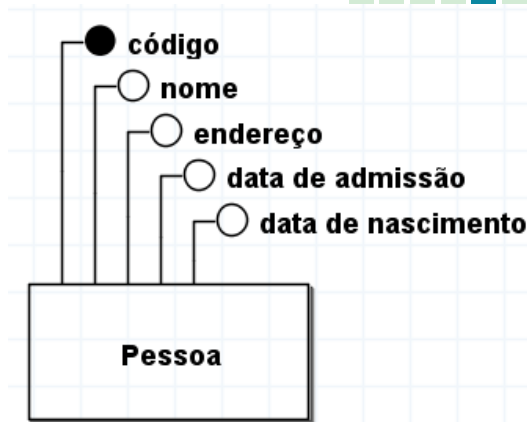 código
nome
endereço
data de admissão
data de nascimento
Pessoa